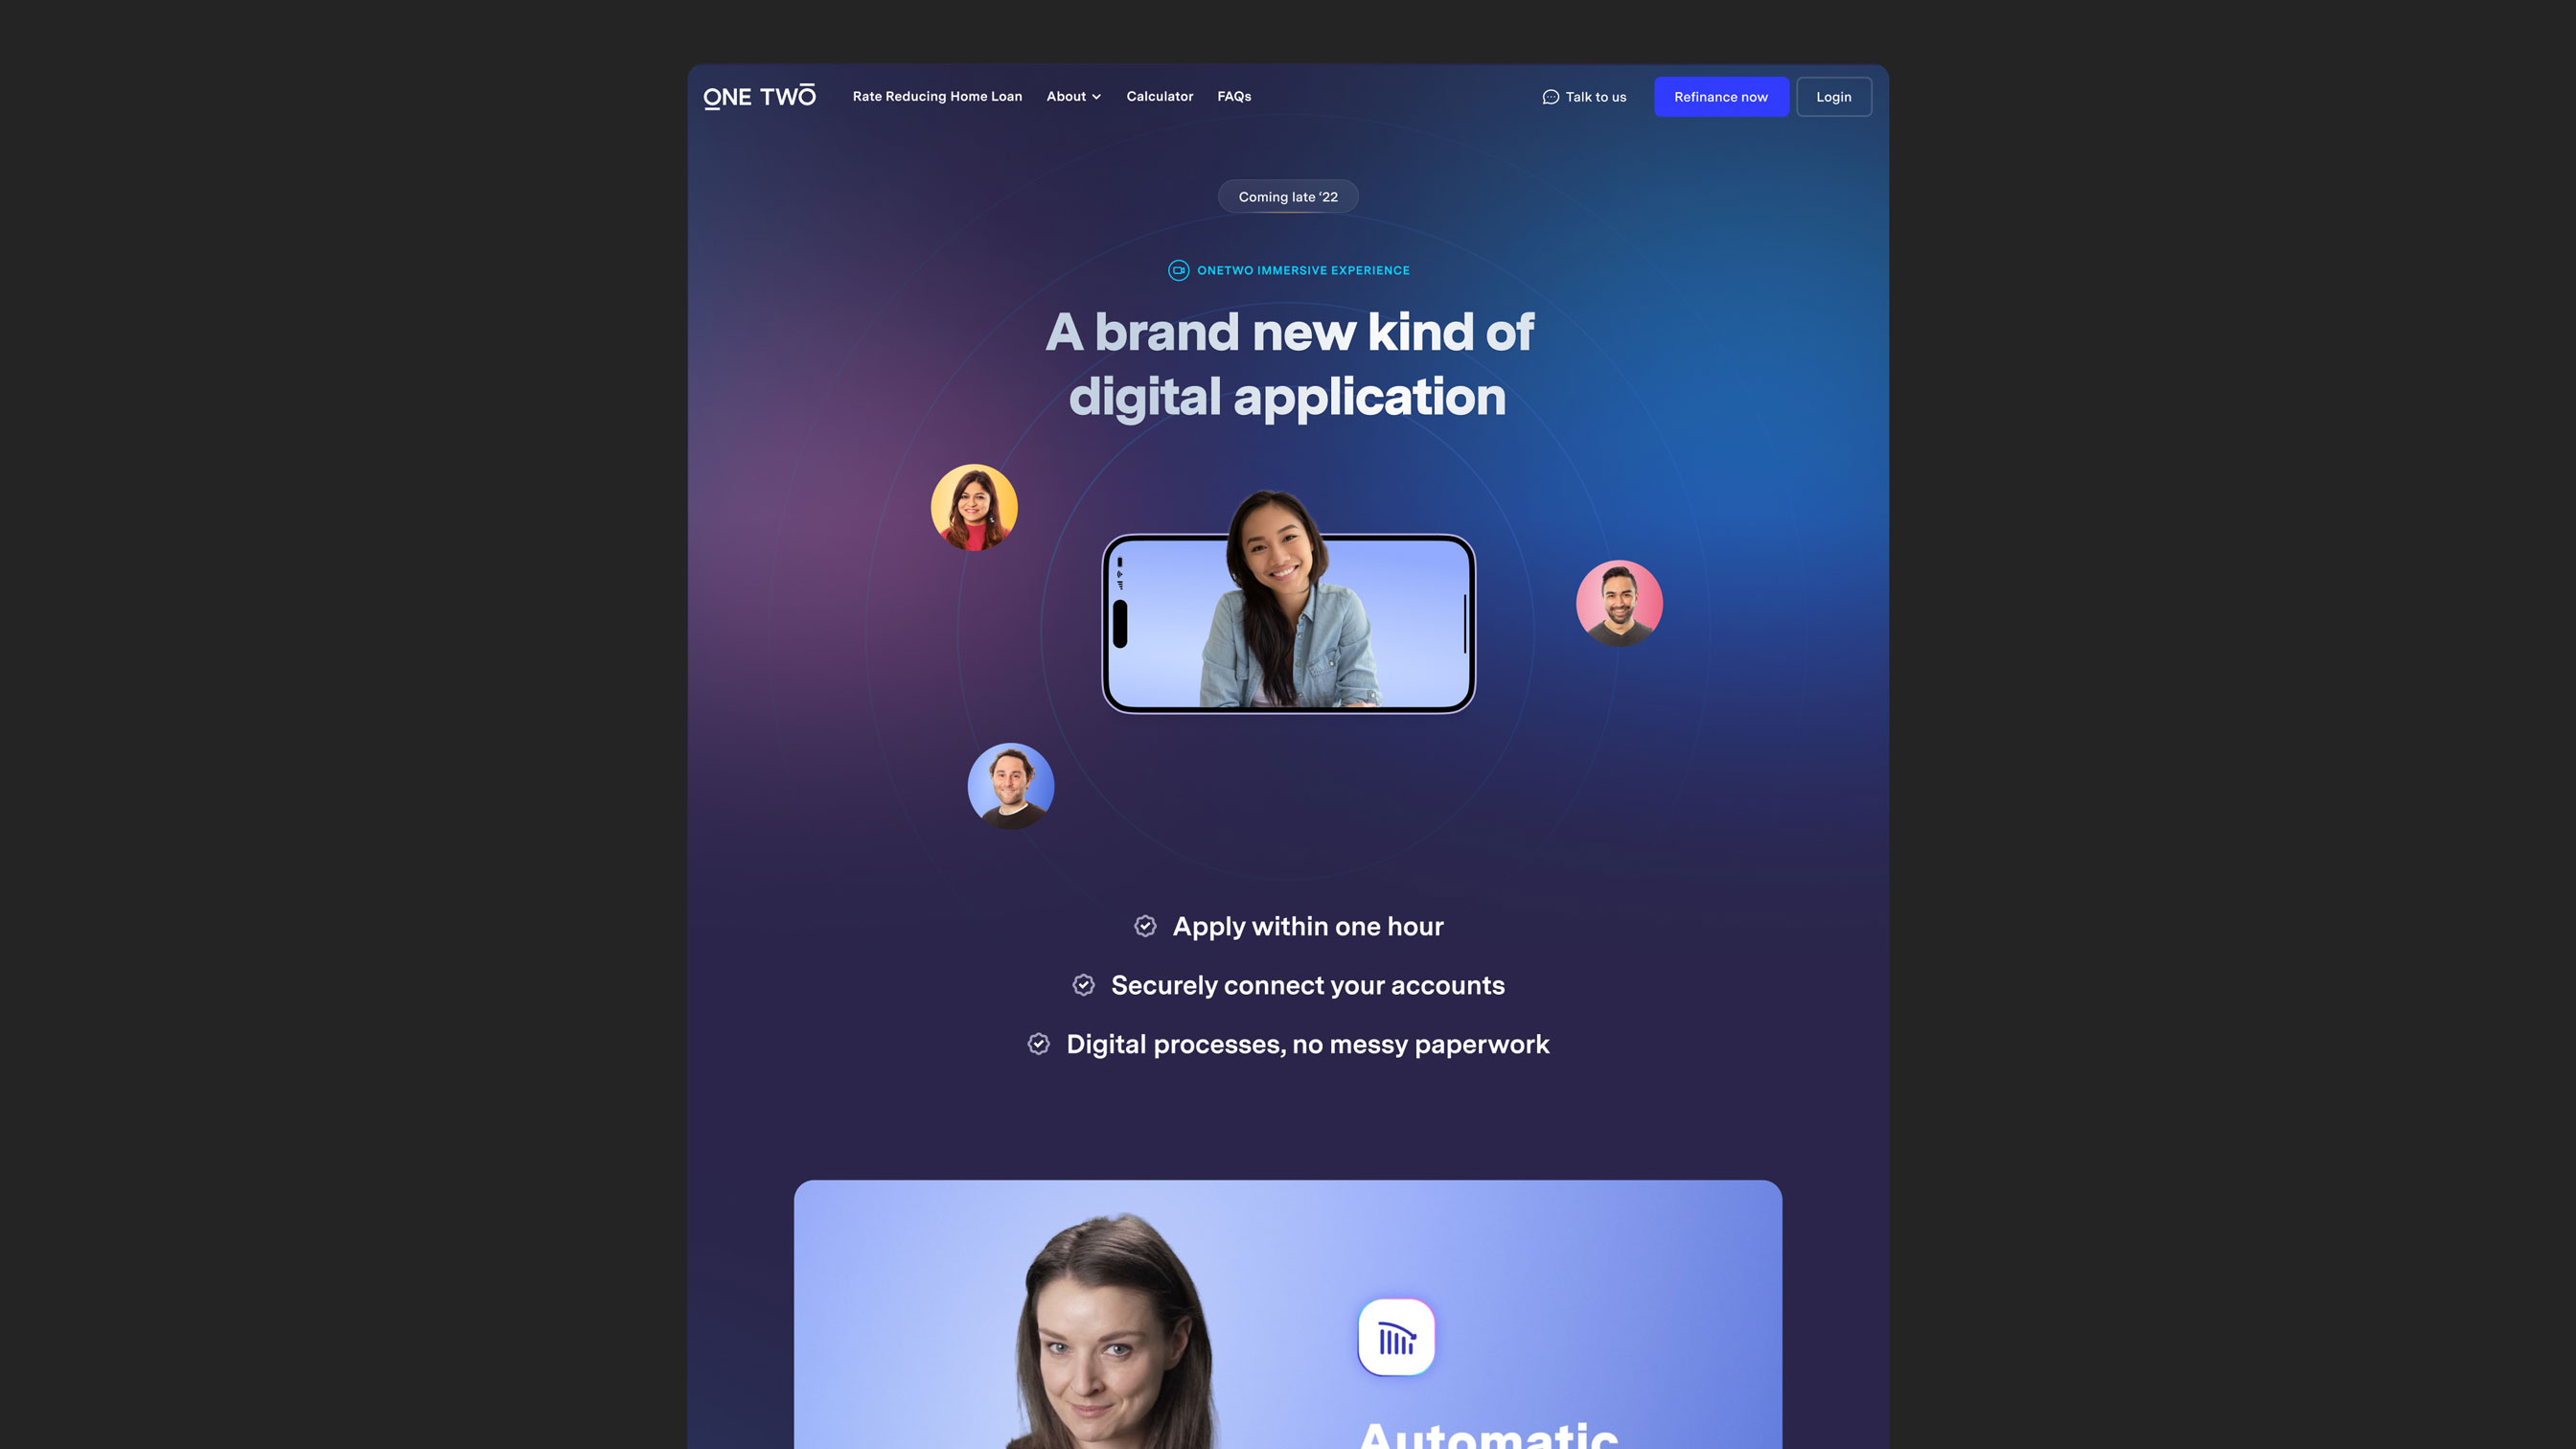 ONE TWO
Rate Reducing Home Loan
About
Calculator
FAQs
Talk to us
Refinance now
Login
Coming late ‘22
ONETWO IMMERSIVE EXPERIENCE
A brand new kind of
digital application
Apply within one hour
Securely connect your accounts
Digital processes, no messy paperwork
Automatic